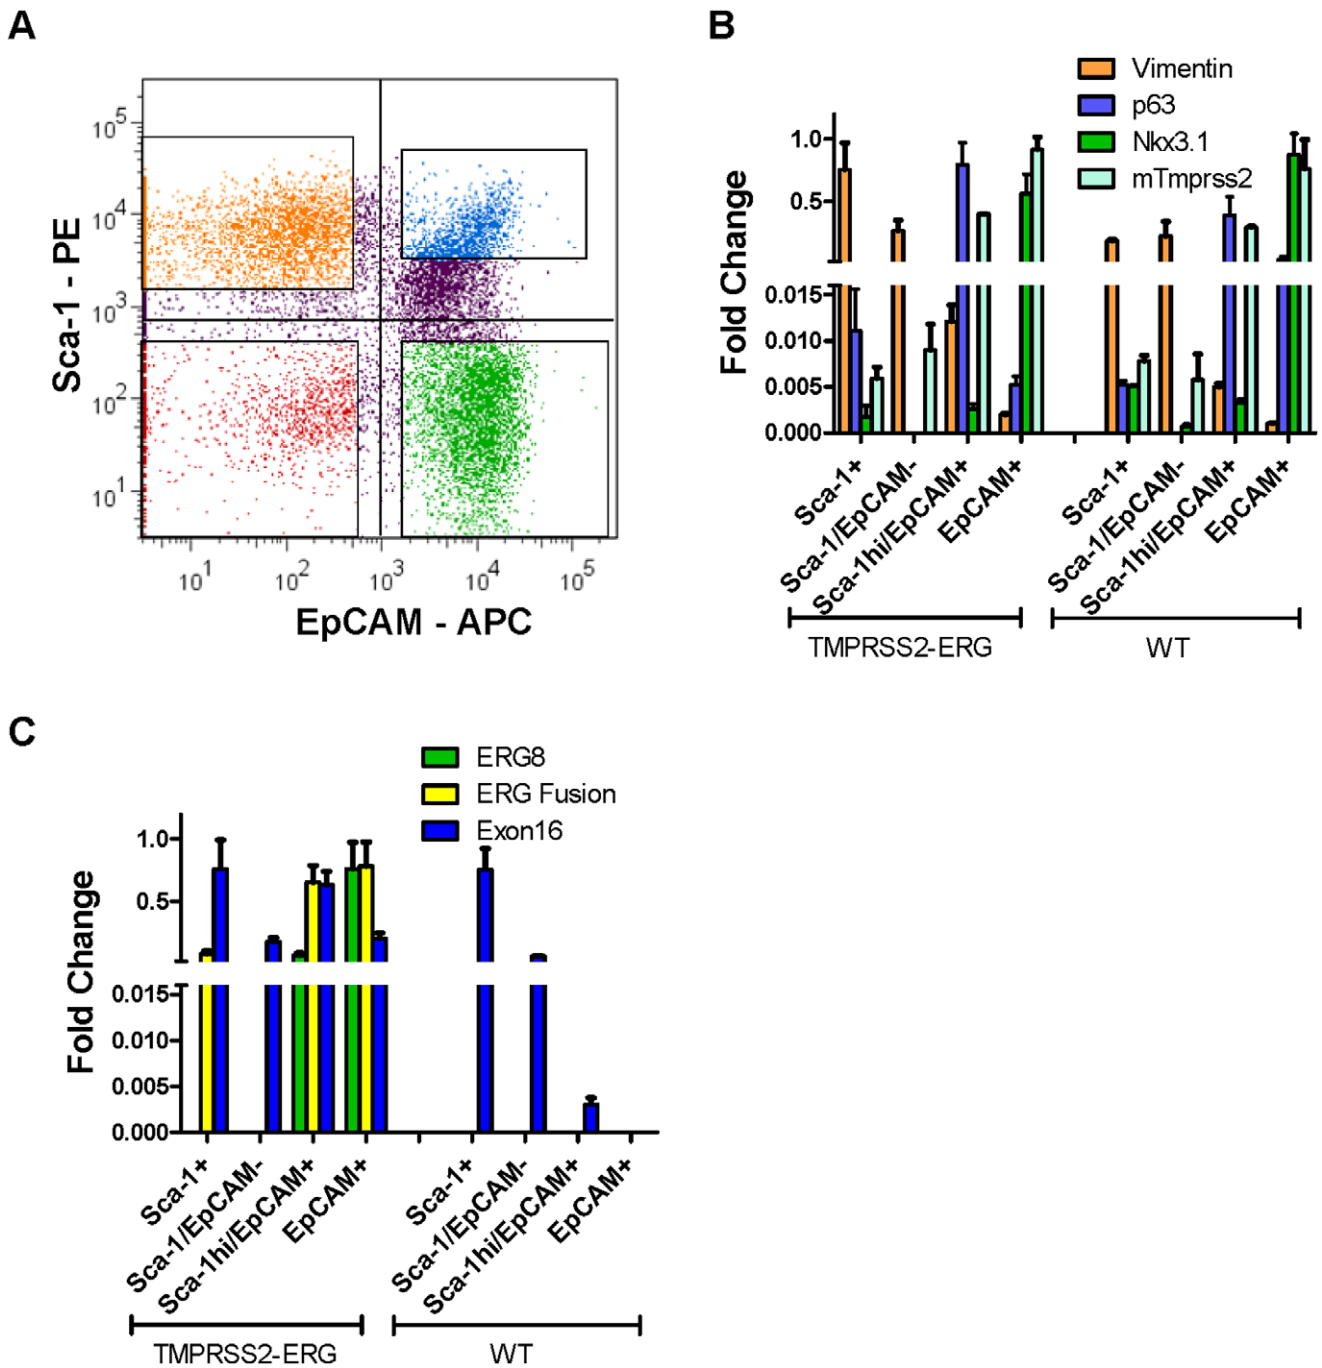 A
Sca-1 - PE
10^5
10^4
10^3
10^2
10^1
10^1
10^2
10^3
10^4
10^5
EpCAM - APC
B
Vimentin
p63
Nkx3.1
mTmprss2
Fold Change
1.0
0.5
0.015
0.010
0.005
0.000
Sca-1+
Sca-1/EpCAM-
Sca-1hi/EpCAM+
EpCAM+
Sca-1+
Sca-1/EpCAM-
Sca-1hi/EpCAM+
EpCAM+
TMPRSS2-ERG
WT
C
ERG8
ERG Fusion
Exon16
Fold Change
1.0
0.5
0.015
0.010
0.005
0.000
Sca-1+
Sca-1/EpCAM-
Sca-1hi/EpCAM+
EpCAM+
Sca-1+
Sca-1/EpCAM-
Sca-1hi/EpCAM+
EpCAM+
TMPRSS2-ERG
WT